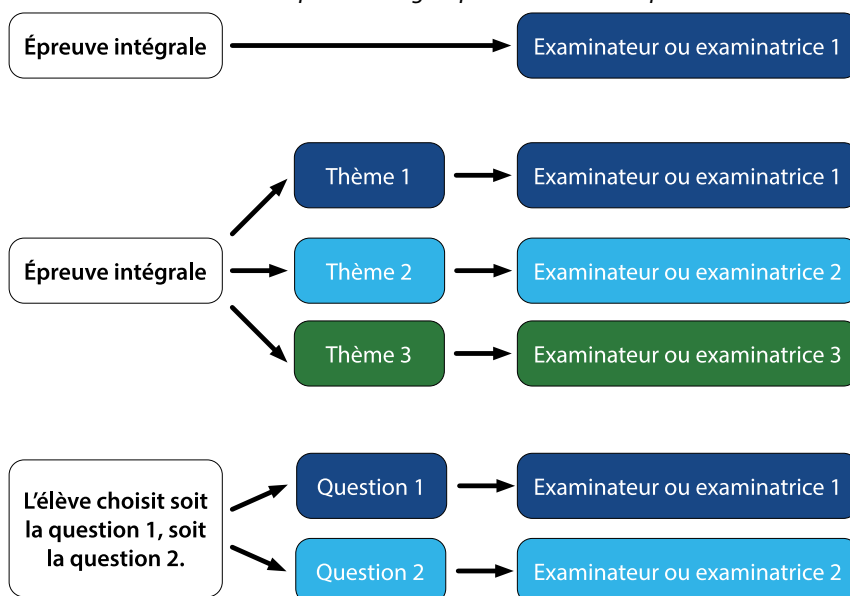 Épreuve intégrale
Examinateur ou examinatrice 1
Thème 1
Examinateur ou examinatrice 1
Épreuve intégrale
Thème 2
Examinateur ou examinatrice 2
Thème 3
Examinateur ou examinatrice 3
L'élève choisit soit
la question 1, soit
la question 2.
Question 1
Examinateur ou examinatrice 1
Question 2
Examinateur ou examinatrice 2